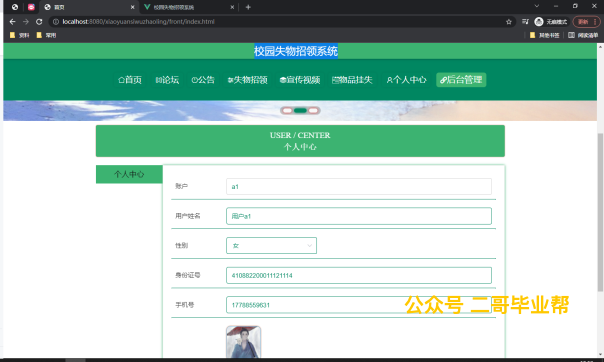 首页
校园失物招领系统
localhost:8080/xiaoyuanshiwuzhaoling/front/index.html
无痕模式
更新
资料
常用
其他书签
阅读清单
校园失物招领系统
首页
论坛
公告
失物招领
宣传视频
物品挂失
个人中心
后台管理
USER / CENTER
个人中心
个人中心
账户
a1
用户姓名
用户a1
性别
女
身份证号
410882200011121114
手机号
17788559631
公众号 二哥毕业帮